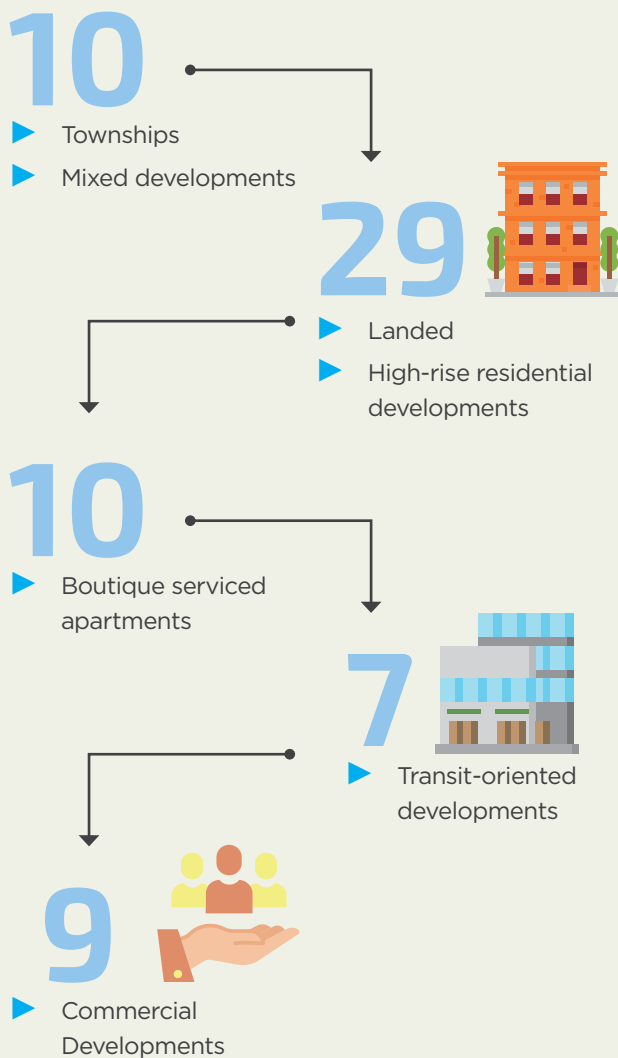 10
Townships
Mixed developments
29
Landed
High-rise residential
developments
10
Boutique serviced
apartments
7
Transit-oriented
developments
9
Commercial
Developments